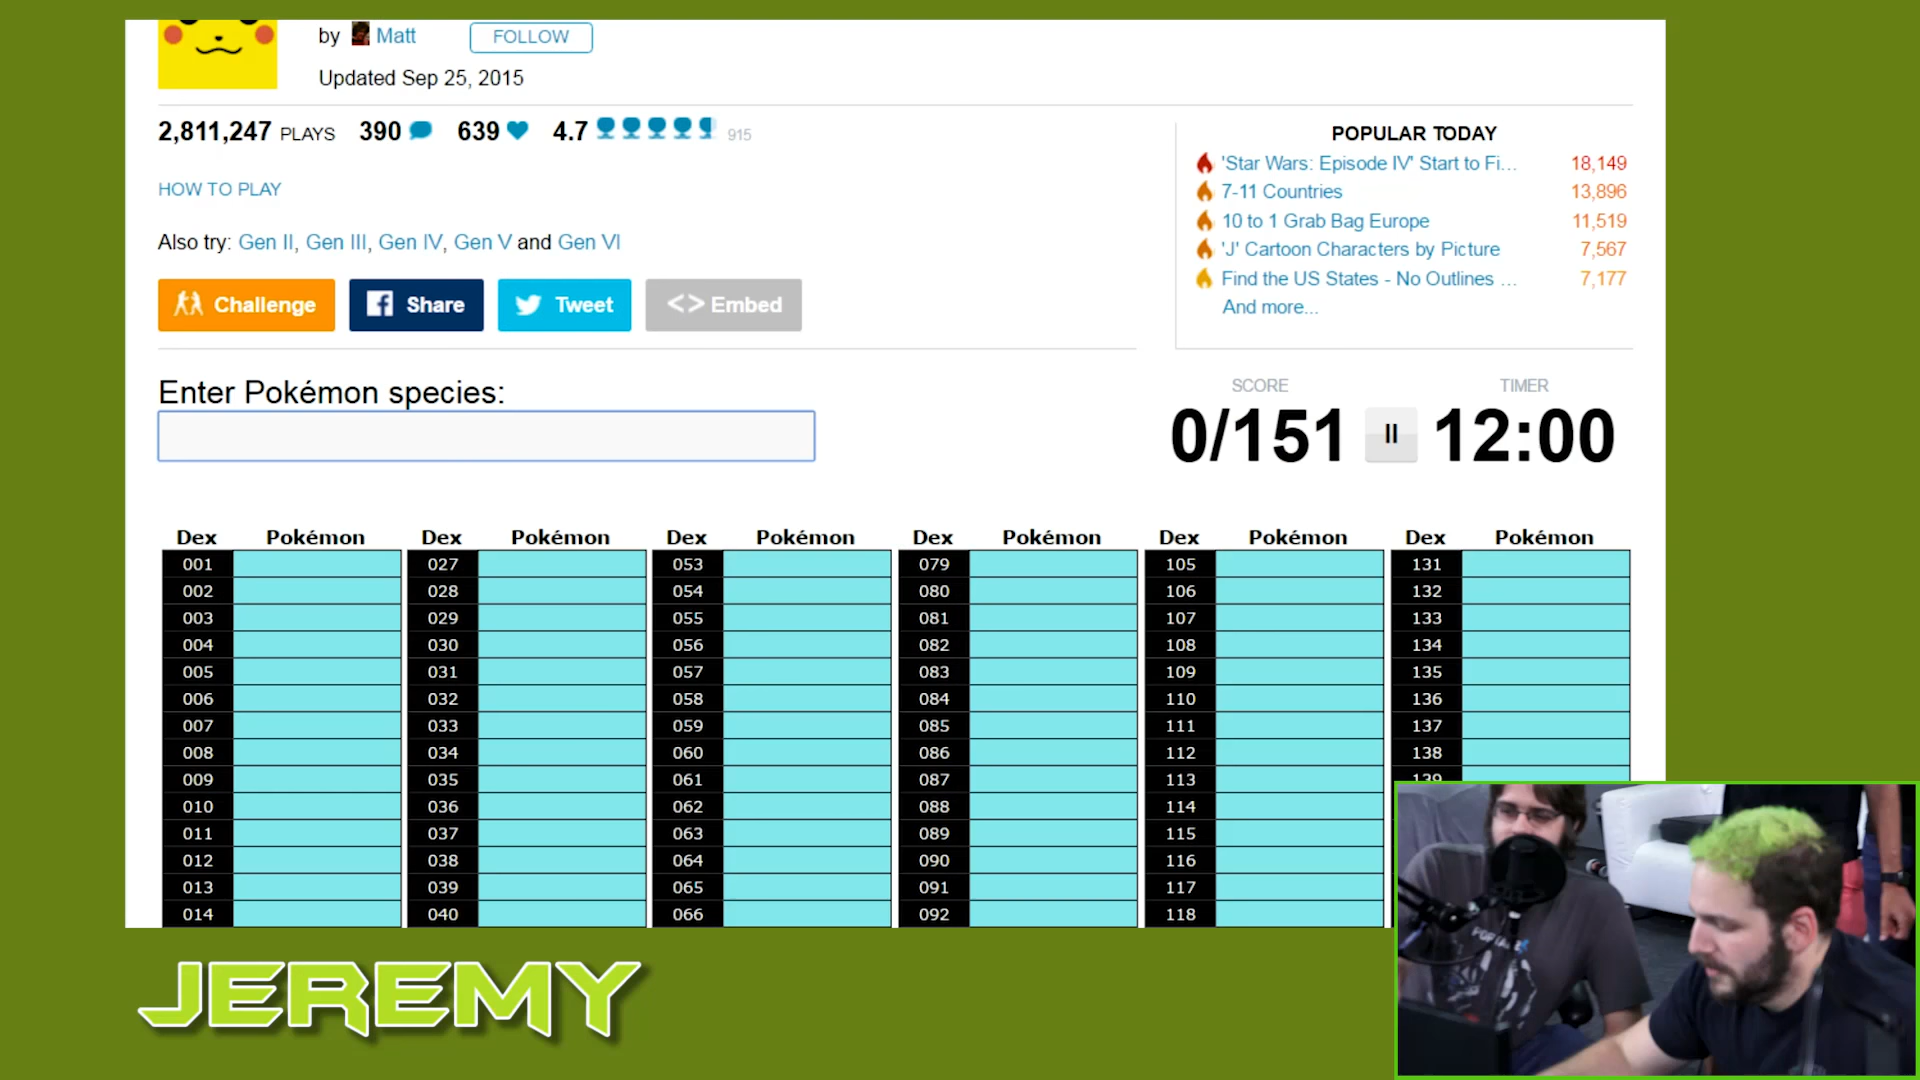 by Matt FOLLOW
Updated Sep 25, 2015
2,811,247 PLAYS 390 639 4.7 915
HOW TO PLAY
Also try: Gen II, Gen III, Gen IV, Gen V and Gen VI
Challenge Share Tweet <> Embed
POPULAR TODAY
'Star Wars: Episode IV' Start to Fi... 18,149
7-11 Countries 13,896
10 to 1 Grab Bag Europe 11,519
'J' Cartoon Characters by Picture 7,567
Find the US States - No Outlines ... 7,177
And more...
Enter Pokémon species:
SCORE TIMER
0/151 12:00
Dex Pokémon Dex Pokémon Dex Pokémon Dex Pokémon Dex Pokémon Dex Pokémon
001 027 053 079 105 131
002 028 054 080 106 132
003 029 055 081 107 133
004 030 056 082 108 134
005 031 057 083 109 135
006 032 058 084 110 136
007 033 059 085 111 137
008 034 060 086 112 138
009 035 061 087 113 139
010 036 062 088 114
011 037 063 089 115
012 038 064 090 116
013 039 065 091 117
014 040 066 092 118
JEREMY